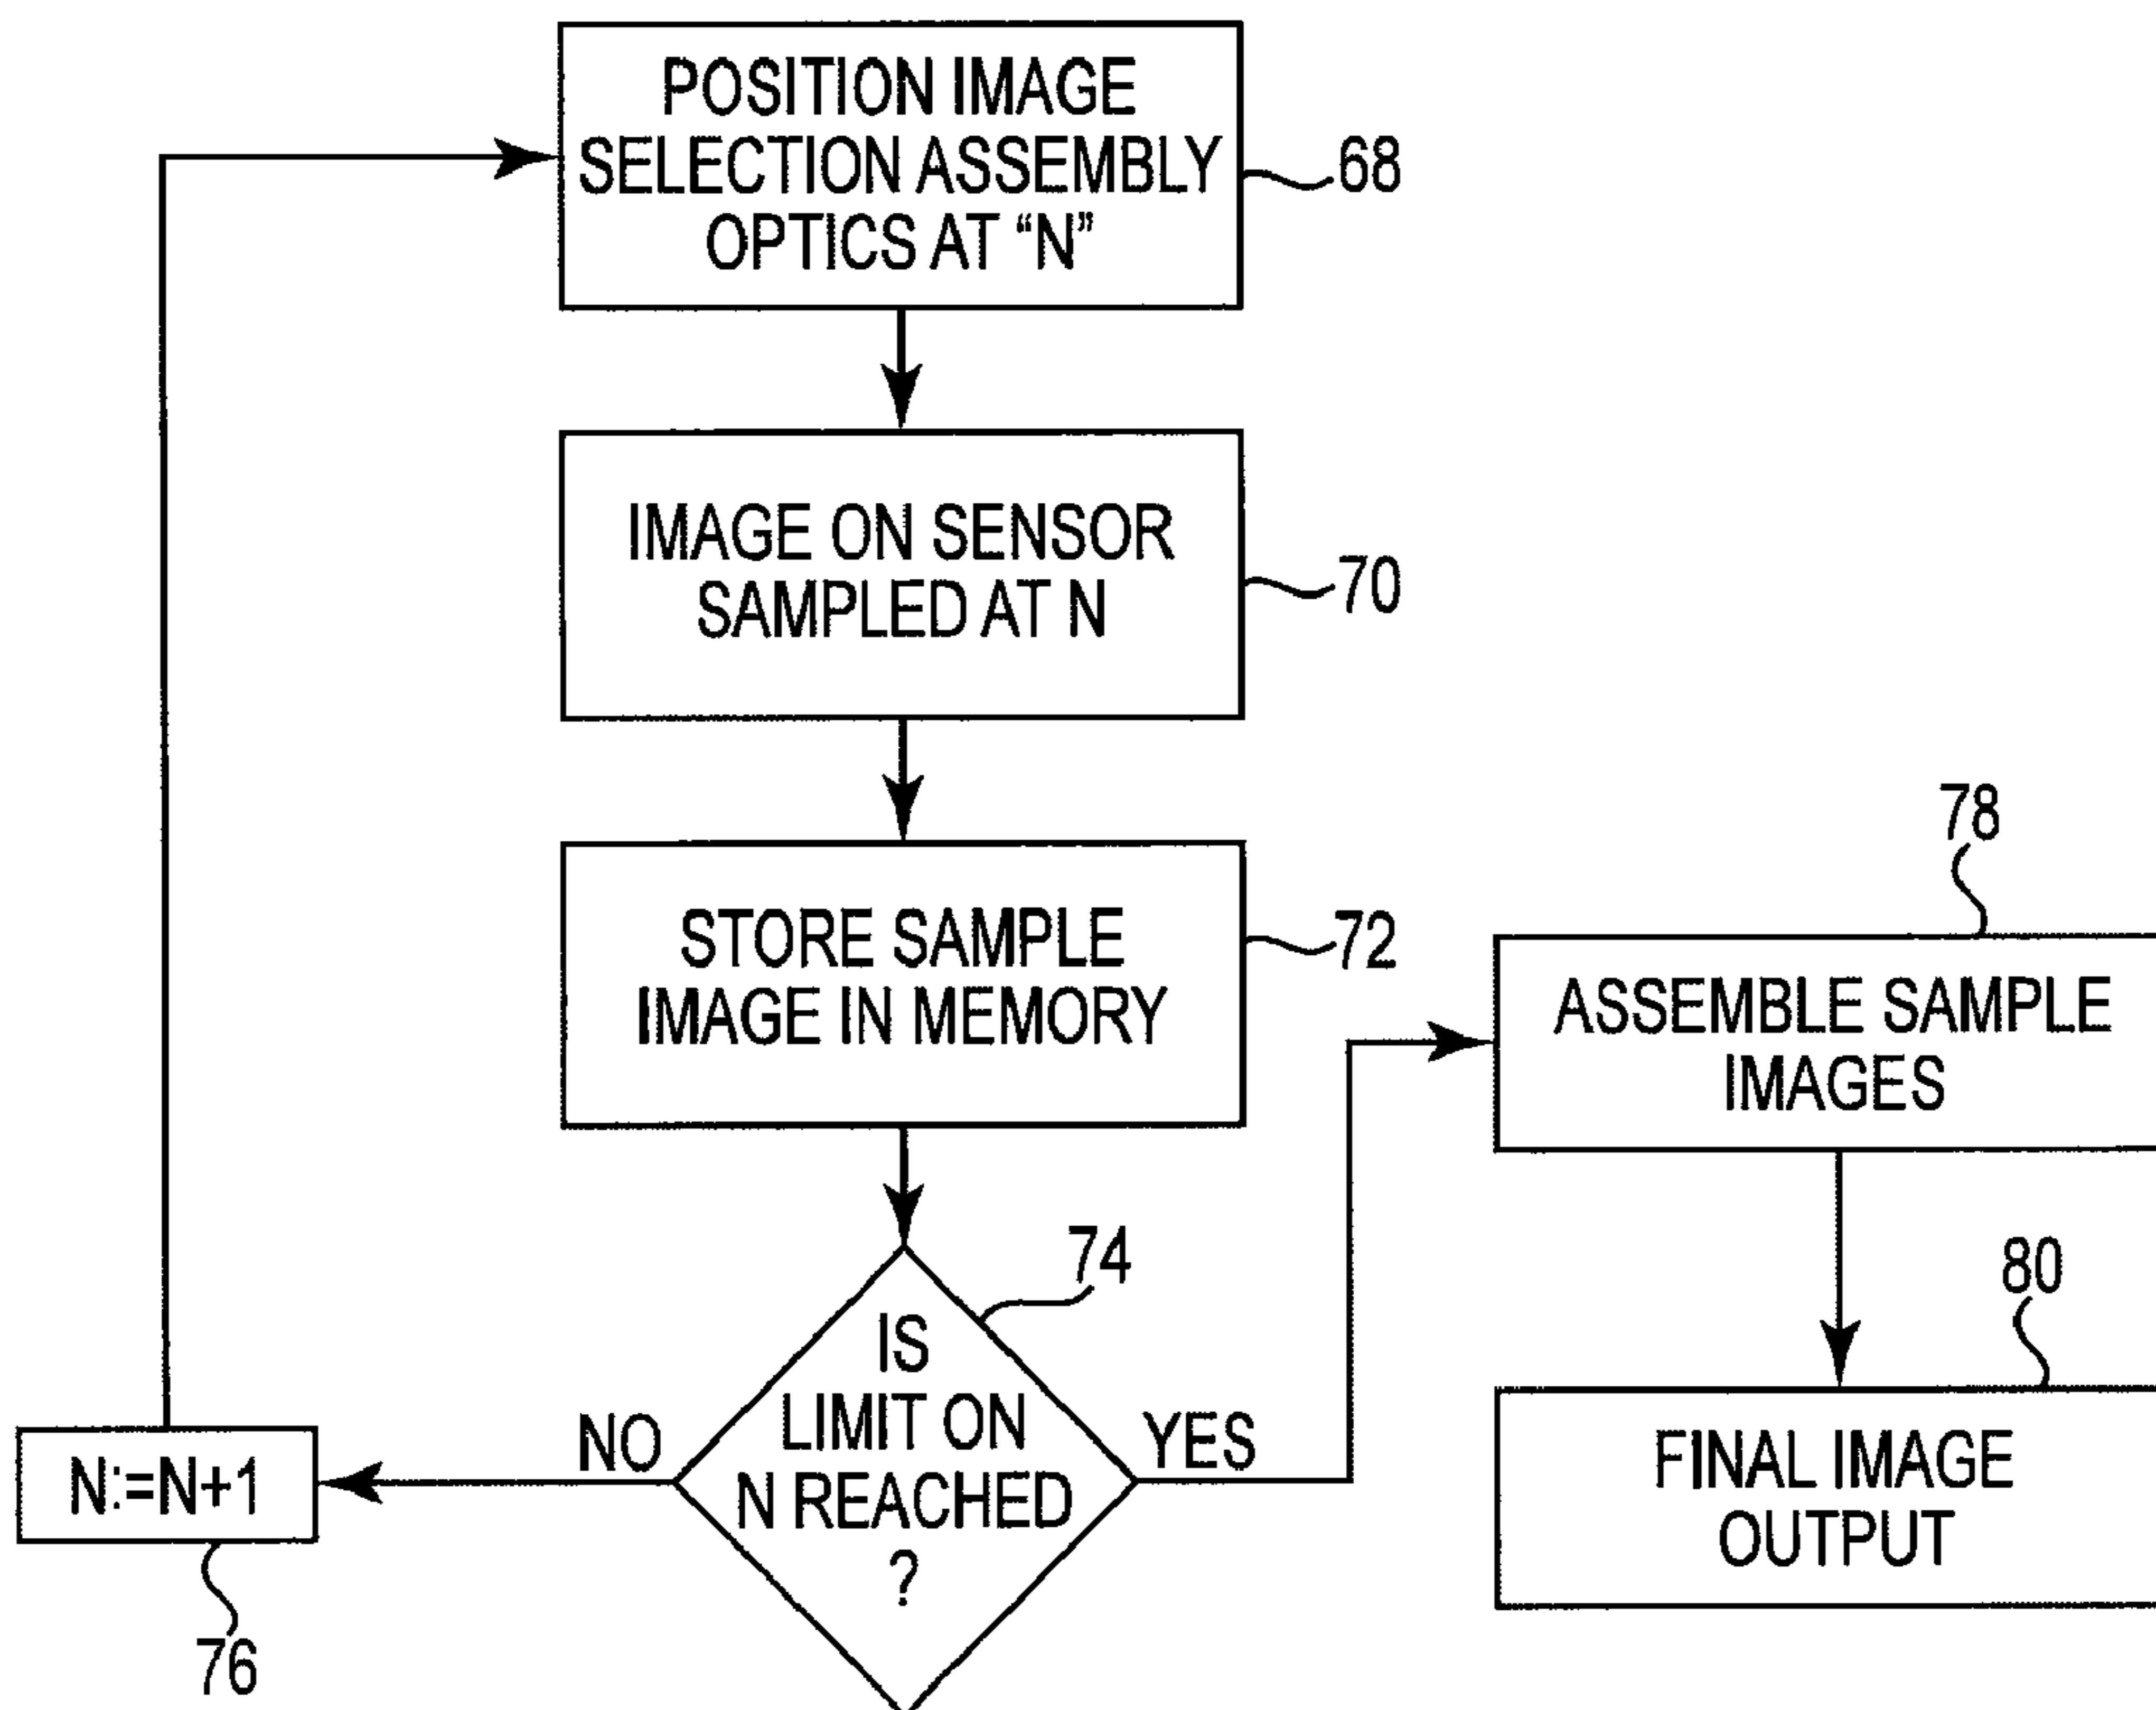 POSITION IMAGE
SELECTION ASSEMBLY
OPTICS AT “N”
68
IMAGE ON SENSOR
SAMPLED AT N
70
STORE SAMPLE
IMAGE IN MEMORY
72
78
ASSEMBLE SAMPLE
IMAGES
74
IS
LIMIT ON
N REACHED
?
NO
YES
N:=N+1
76
80
FINAL IMAGE
OUTPUT